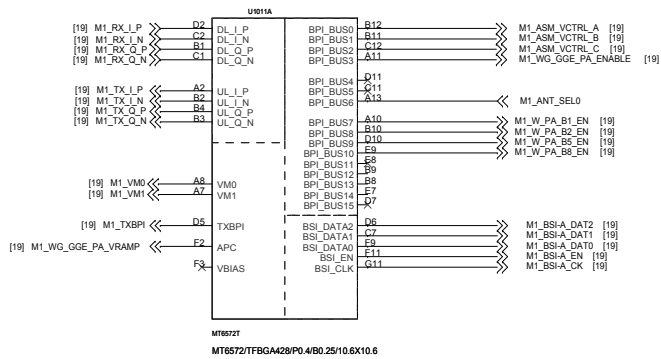 U1011A
[19] M1_RX_I_P D2 DL_I_P
[19] M1_RX_I_N C2 DL_I_N
[19] M1_RX_Q_P B1 DL_Q_P
[19] M1_RX_Q_N C1 DL_Q_N
[19] M1_TX_I_P A2 UL_I_P
[19] M1_TX_I_N B2 UL_I_N
[19] M1_TX_Q_P B4 UL_Q_P
[19] M1_TX_Q_N B3 UL_Q_N
[19] M1_VM0 A8 VM0
[19] M1_VM1 A7 VM1
[19] M1_TXBPI D5 TXBPI
[19] M1_WG_GGE_PA_VRAMP F2 APC
F3 VBIAS
BPI_BUS0 B12 M1_ASM_VCTRL_A [19]
BPI_BUS1 B11 M1_ASM_VCTRL_B [19]
BPI_BUS2 C12 M1_ASM_VCTRL_C [19]
BPI_BUS3 A11 M1_WG_GGE_PA_ENABLE [19]
BPI_BUS4 D11
BPI_BUS5 C11
BPI_BUS6 A13 M1_ANT_SEL0
BPI_BUS7 A10 M1_W_PA_B1_EN [19]
BPI_BUS8 B10 M1_W_PA_B2_EN [19]
BPI_BUS9 D10 M1_W_PA_B5_EN [19]
BPI_BUS10 E9 M1_W_PA_B8_EN [19]
BPI_BUS11 E8
BPI_BUS12 B9
BPI_BUS13 B8
BPI_BUS14 E7
BPI_BUS15 D7
BSI_DATA2 D6 M1_BSI-A_DAT2 [19]
BSI_DATA1 C7 M1_BSI-A_DAT1 [19]
BSI_DATA0 F9 M1_BSI-A_DAT0 [19]
BSI_EN F11 M1_BSI-A_EN [19]
BSI_CLK G11 M1_BSI-A_CK [19]
MT6572T
MT6572/TFBGA428/P0.4/B0.25/10.6X10.6